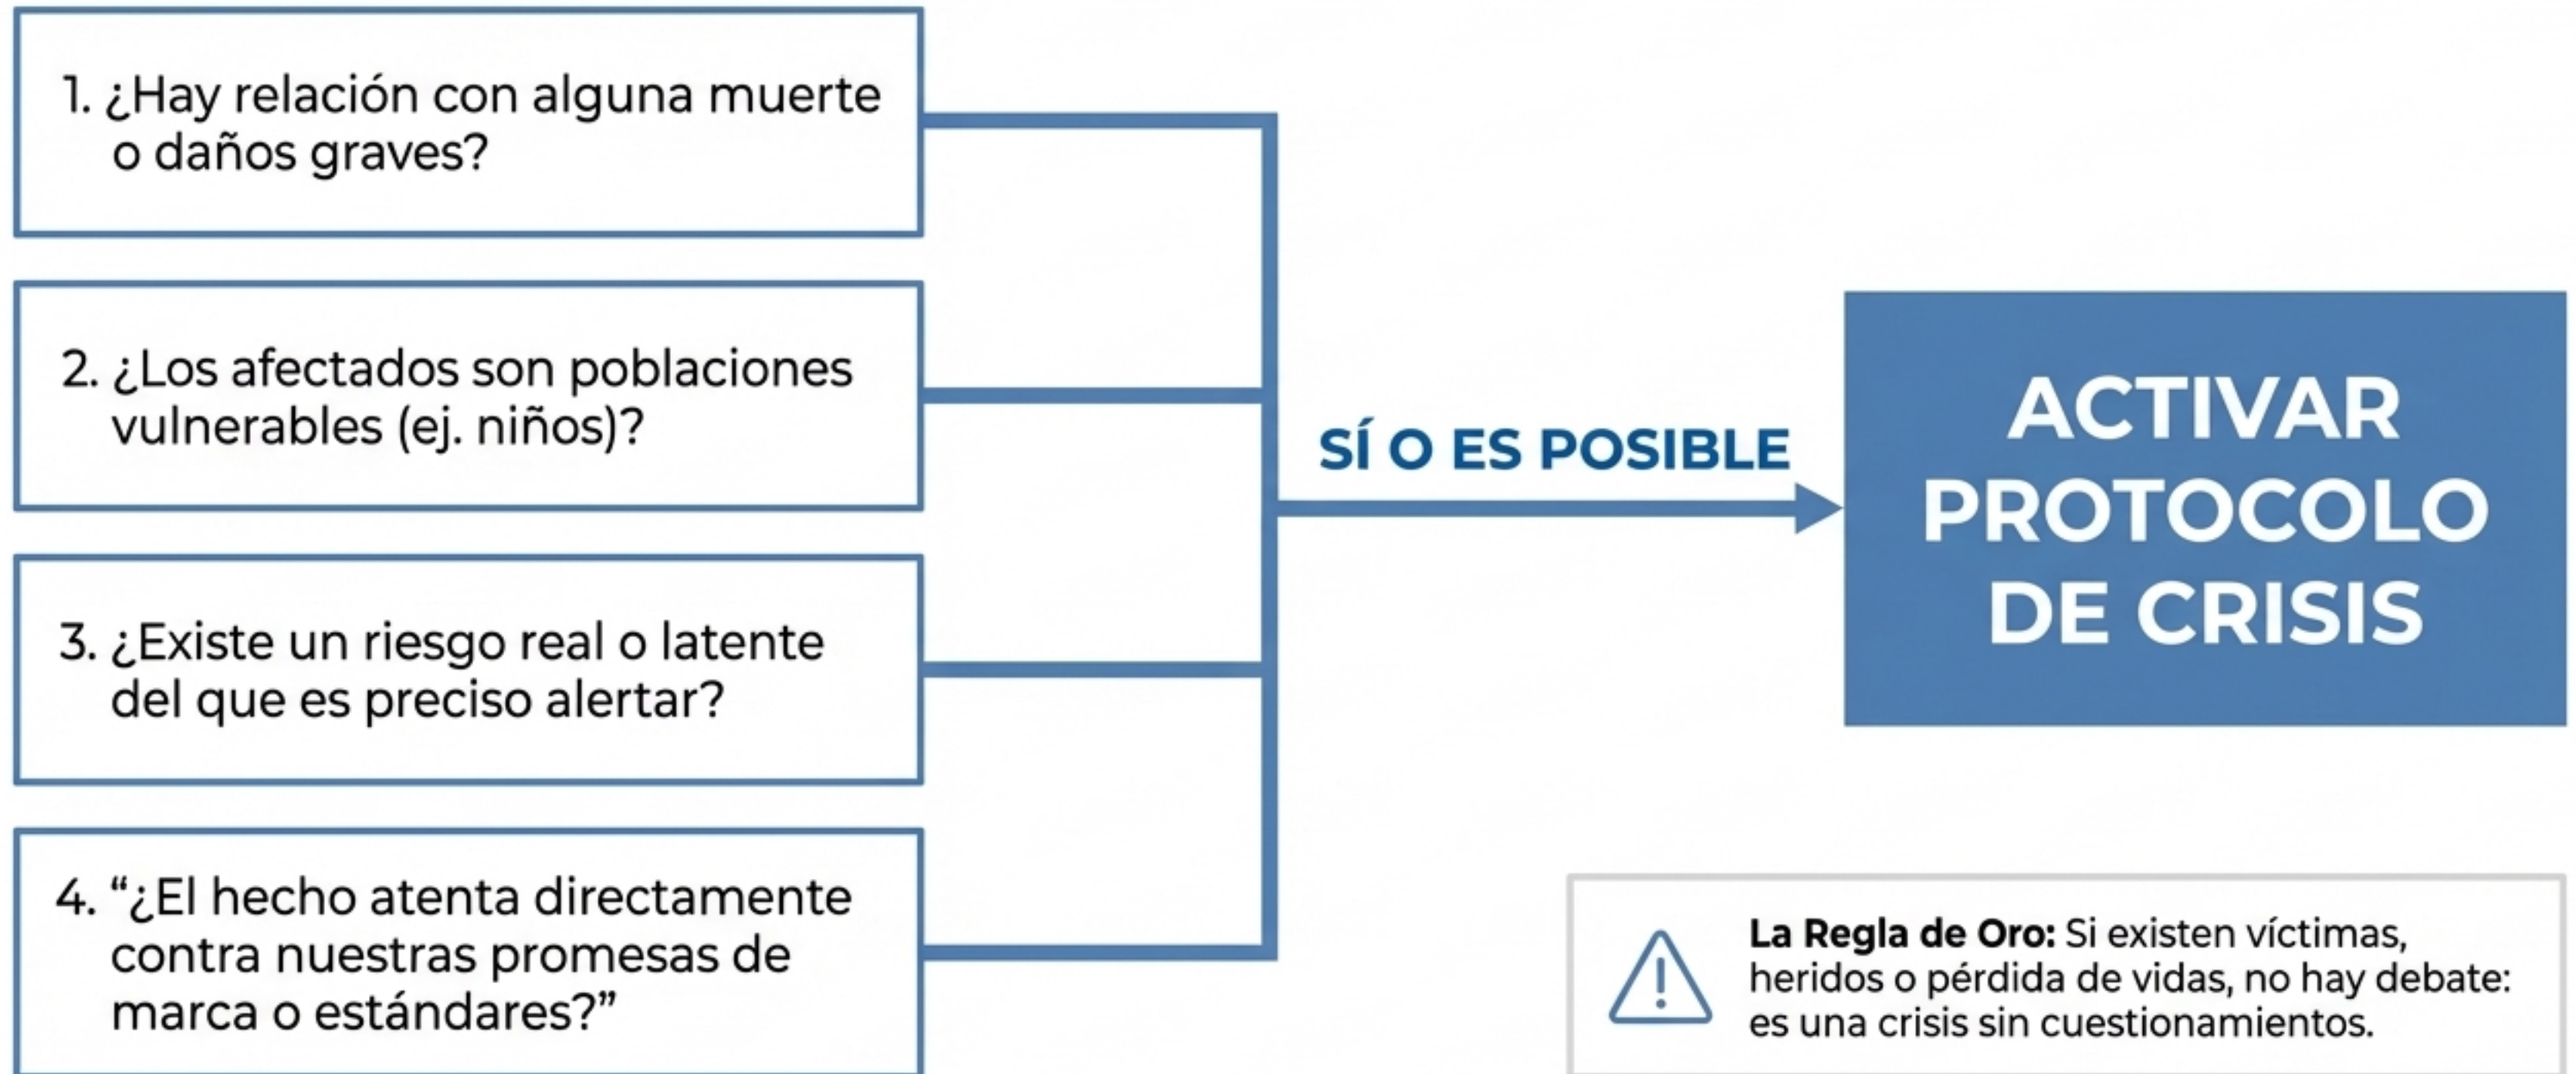 1. ¿Hay relación con alguna muerte
o daños graves?
2. ¿Los afectados son poblaciones
vulnerables (ej. niños)?
3. ¿Existe un riesgo real o latente
del que es preciso alertar?
4. “¿El hecho atenta directamente
contra nuestras promesas de
marca o estándares?”
SÍ O ES POSIBLE
ACTIVAR
PROTOCOLO
DE CRISIS
La Regla de Oro: Si existen víctimas,
heridos o pérdida de vidas, no hay debate:
es una crisis sin cuestionamientos.